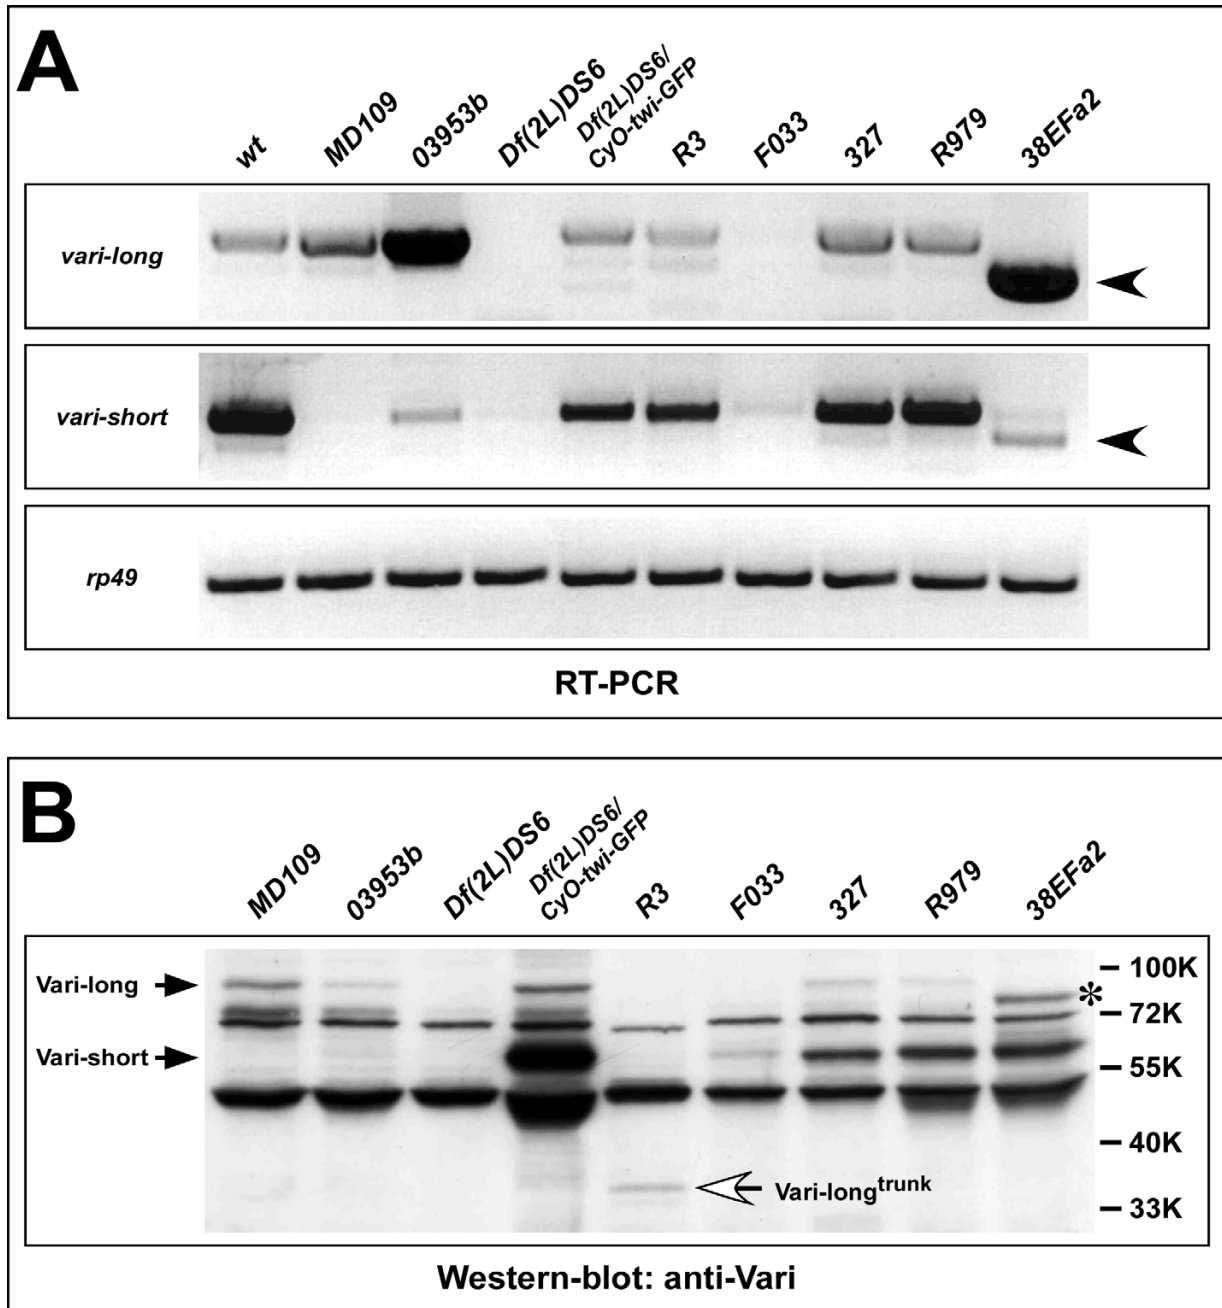 A
wt
MD109
03953b
Df(2L)DS6
Df(2L)DS6/
CyO-twi-GFP
R3
F033
327
R979
38EFa2
vari-long
vari-short
rp49
RT-PCR
B
MD109
03953b
Df(2L)DS6
Df(2L)DS6/
CyO-twi-GFP
R3
F033
327
R979
38EFa2
Vari-long
Vari-short
100K
*
72K
55K
40K
33K
Vari-longtrunk
Western-blot: anti-Vari